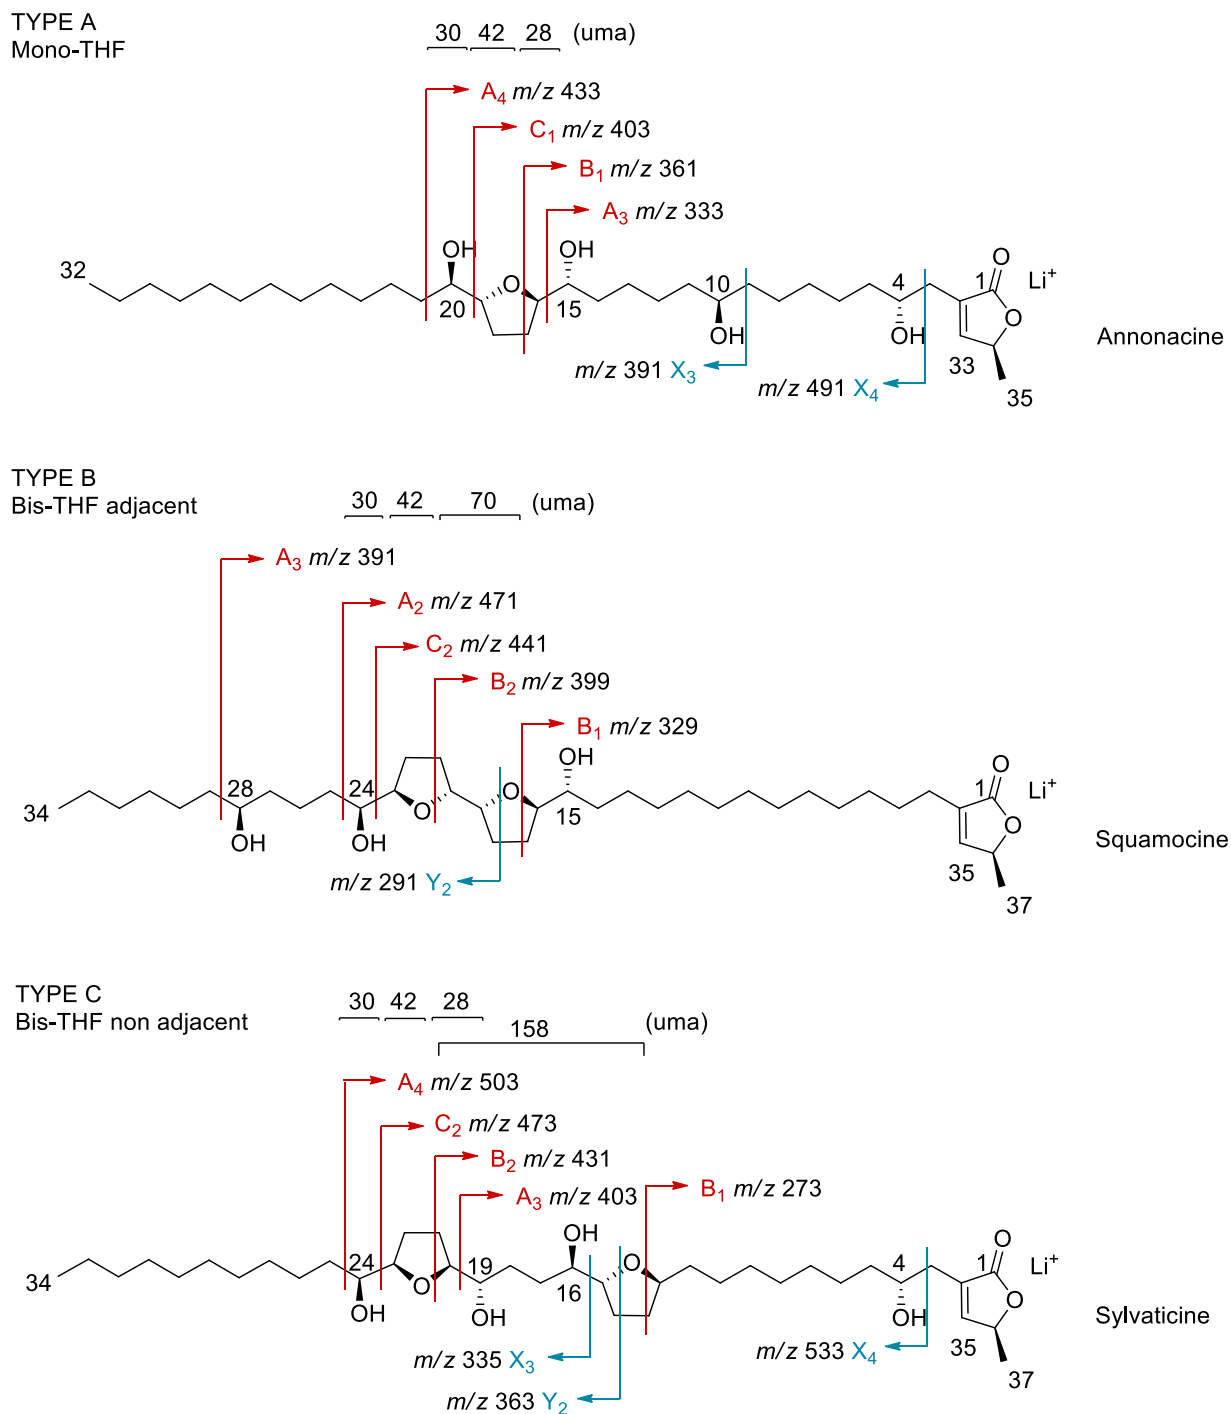 TYPE A
Mono-THF
30 42 28 (uma)
A4 m/z 433
C1 m/z 403
B1 m/z 361
A3 m/z 333
32 OH OH O 10 4 1 O Li+
20 15 OH OH O
33
35
m/z 391 X3
m/z 491 X4
Annonacine
TYPE B
Bis-THF adjacent
30 42 70 (uma)
A3 m/z 391
A2 m/z 471
C2 m/z 441
B2 m/z 399
B1 m/z 329
34 28 24 O O OH 15 1 O Li+
OH OH O
35
37
m/z 291 Y2
Squamocine
TYPE C
Bis-THF non adjacent
30 42 28
158 (uma)
A4 m/z 503
C2 m/z 473
B2 m/z 431
A3 m/z 403
B1 m/z 273
34 24 O 19 OH O 4 1 O Li+
OH OH 16 OH O
35
37
m/z 335 X3
m/z 533 X4
m/z 363 Y2
Sylvaticine